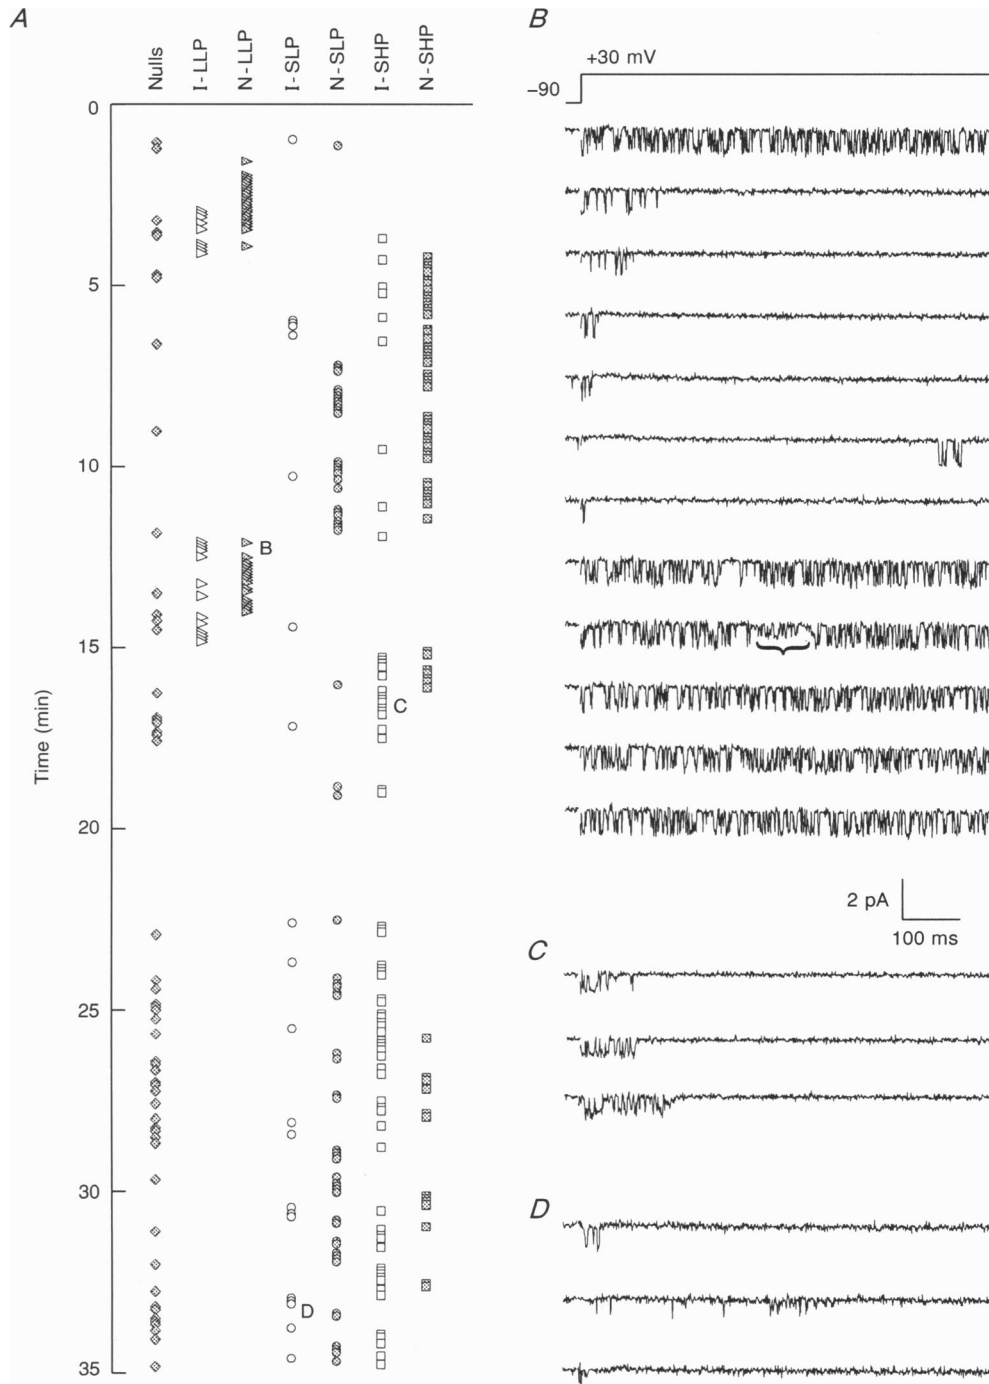 A
Nulls
I-LLP
N-LLP
I-SLP
N-SLP
I-SHP
N-SHP
0
5
10
15
20
25
30
35
Time (min)
B
C
D
B
+30 mV
–90
2 pA
100 ms
C
D